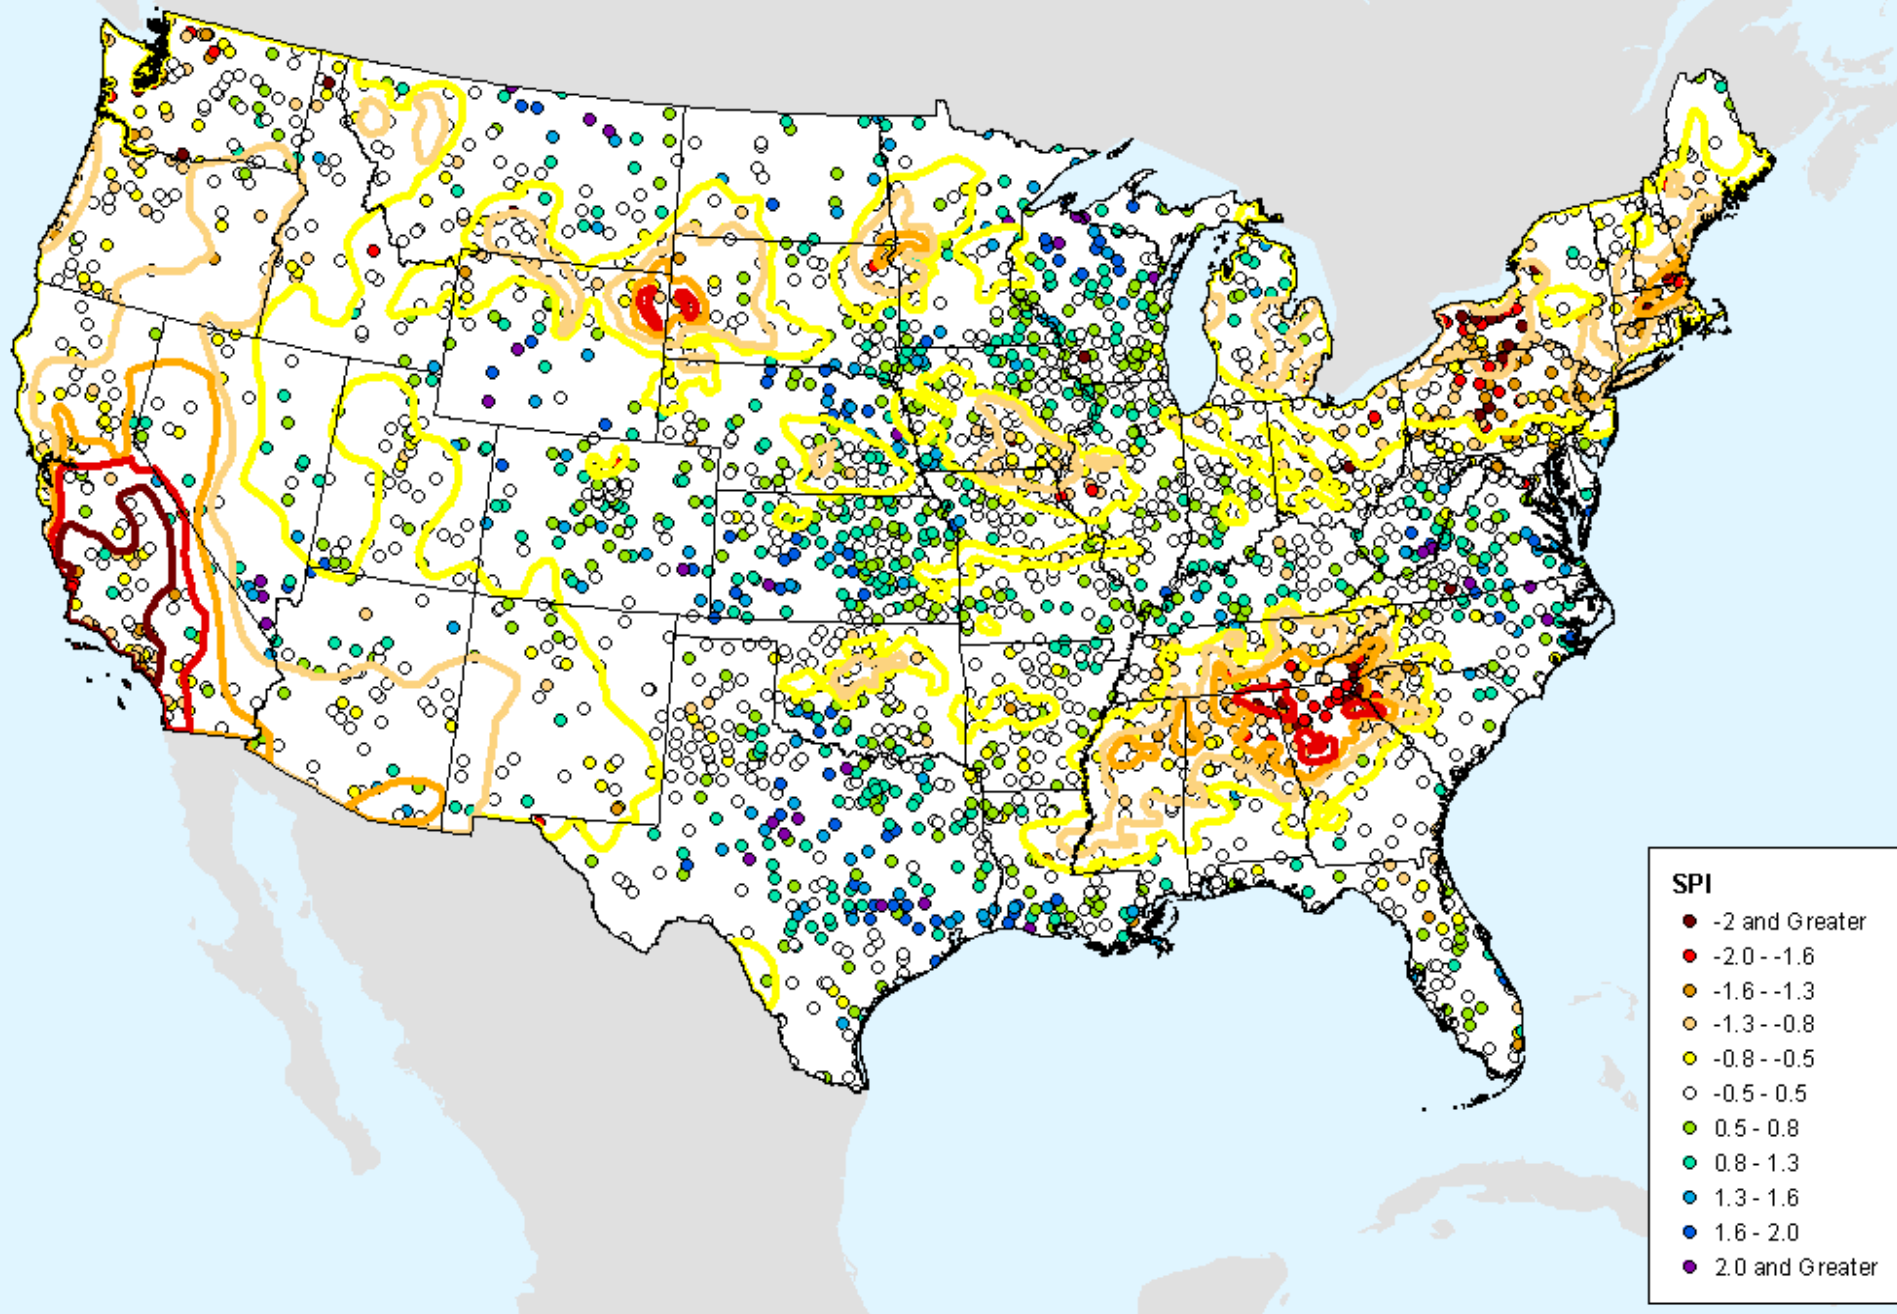 SPI
-2 and Greater
-2.0 - -1.6
-1.6 - -1.3
-1.3 - -0.8
-0.8 - -0.5
-0.5 - 0.5
0.5 - 0.8
0.8 - 1.3
1.3 - 1.6
1.6 - 2.0
2.0 and Greater